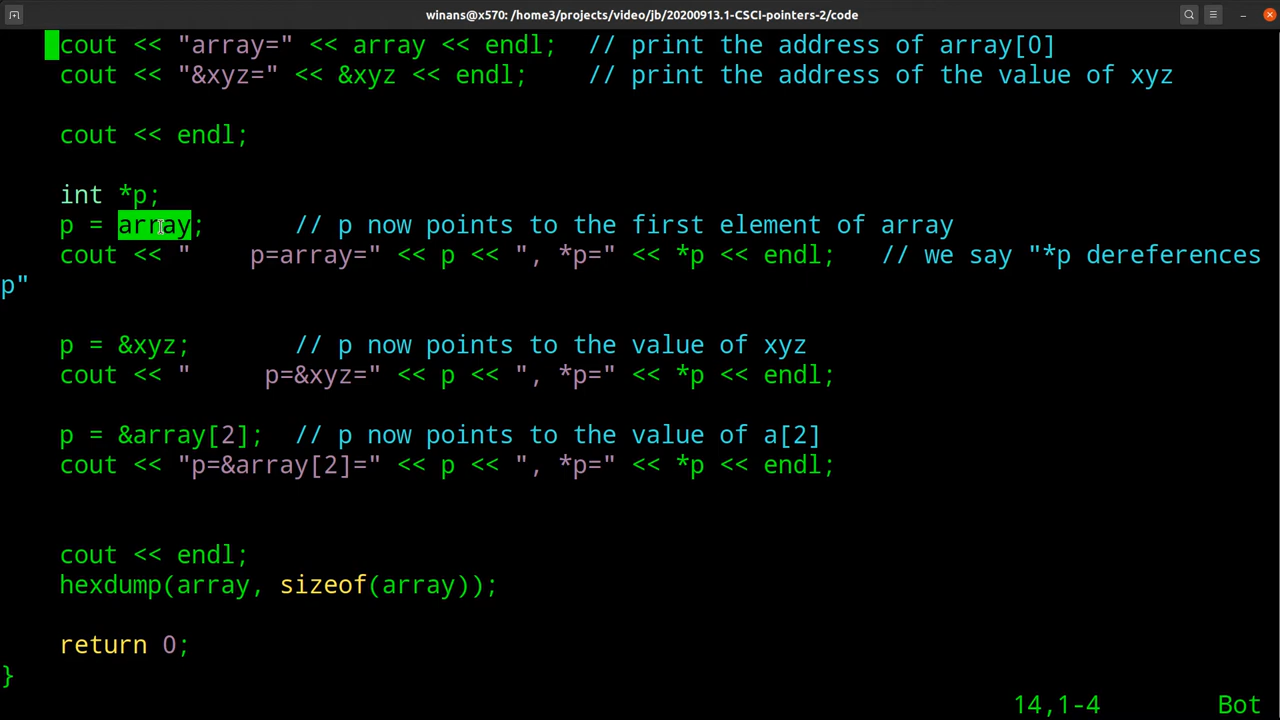 winans@x570: /home3/projects/video/jb/20200913.1-CSCI-pointers-2/code
cout << "array=" << array << endl;  // print the address of array[0]
cout << "&xyz=" << &xyz << endl;    // print the address of the value of xyz
cout << endl;
int *p;
p = array;      // p now points to the first element of array
cout << "    p=array=" << p << ", *p=" << *p << endl;   // we say "*p dereferences
p"
p = &xyz;       // p now points to the value of xyz
cout << "     p=&xyz=" << p << ", *p=" << *p << endl;
p = &array[2];  // p now points to the value of a[2]
cout << "p=&array[2]=" << p << ", *p=" << *p << endl;
cout << endl;
hexdump(array, sizeof(array));
return 0;
}
14,1-4        Bot